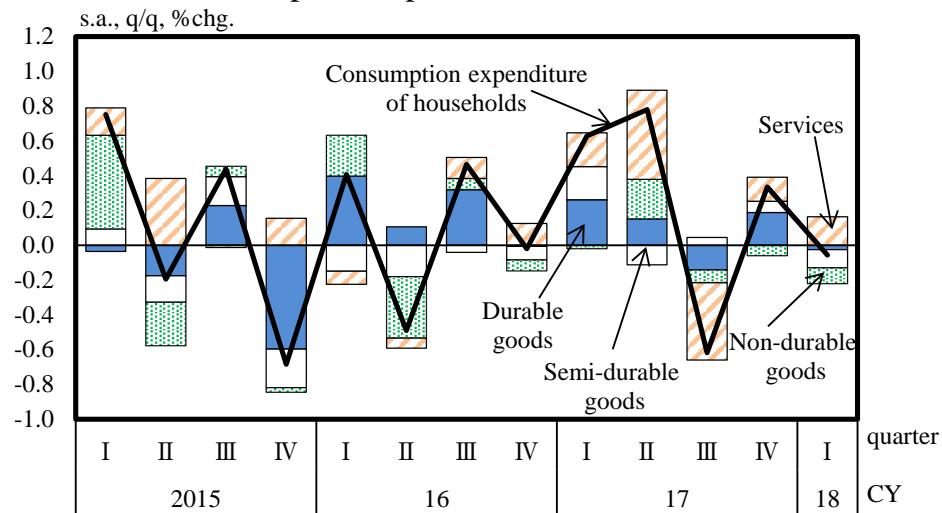 s.a., q/q, %chg.
1.2
1.0
0.8
0.6
0.4
0.2
0.0
-0.2
-0.4
-0.6
-0.8
-1.0
Consumption expenditure
of households
Services
Durable
goods
Semi-durable
goods
Non-durable
goods
Ⅰ Ⅱ Ⅲ Ⅳ Ⅰ Ⅱ Ⅲ Ⅳ Ⅰ Ⅱ Ⅲ Ⅳ Ⅰ quarter
2015 16 17 18 CY